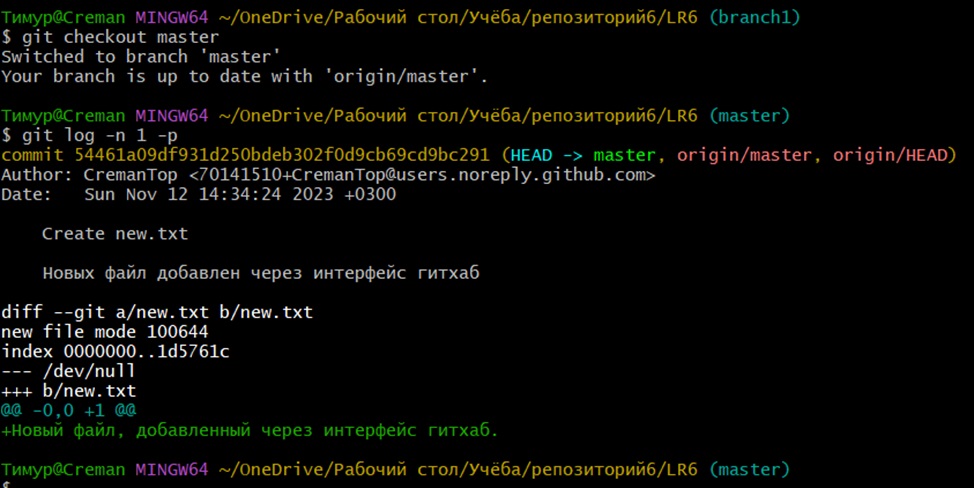 Тимур@Creman MINGW64 ~/OneDrive/Рабочий стол/Учёба/репозиторий6/LR6 (branch1)
$ git checkout master
Switched to branch 'master'
Your branch is up to date with 'origin/master'.
Тимур@Creman MINGW64 ~/OneDrive/Рабочий стол/Учёба/репозиторий6/LR6 (master)
$ git log -n 1 -p
commit 54461a09df931d250bdeb302f0d9cb69cd9bc291 (HEAD -> master, origin/master, origin/HEAD)
Author: CremanTop <70141510+CremanTop@users.noreply.github.com>
Date:   Sun Nov 12 14:34:24 2023 +0300
Create new.txt
Новых файл добавлен через интерфейс гитхаб
diff --git a/new.txt b/new.txt
new file mode 100644
index 0000000..1d5761c
--- /dev/null
+++ b/new.txt
@@ -0,0 +1 @@
+Новый файл, добавленный через интерфейс гитхаб.
Тимур@Creman MINGW64 ~/OneDrive/Рабочий стол/Учёба/репозиторий6/LR6 (master)
$